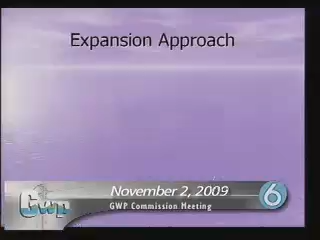 Expansion Approach
November 2, 2009
GWP Commission Meeting
GWP
6